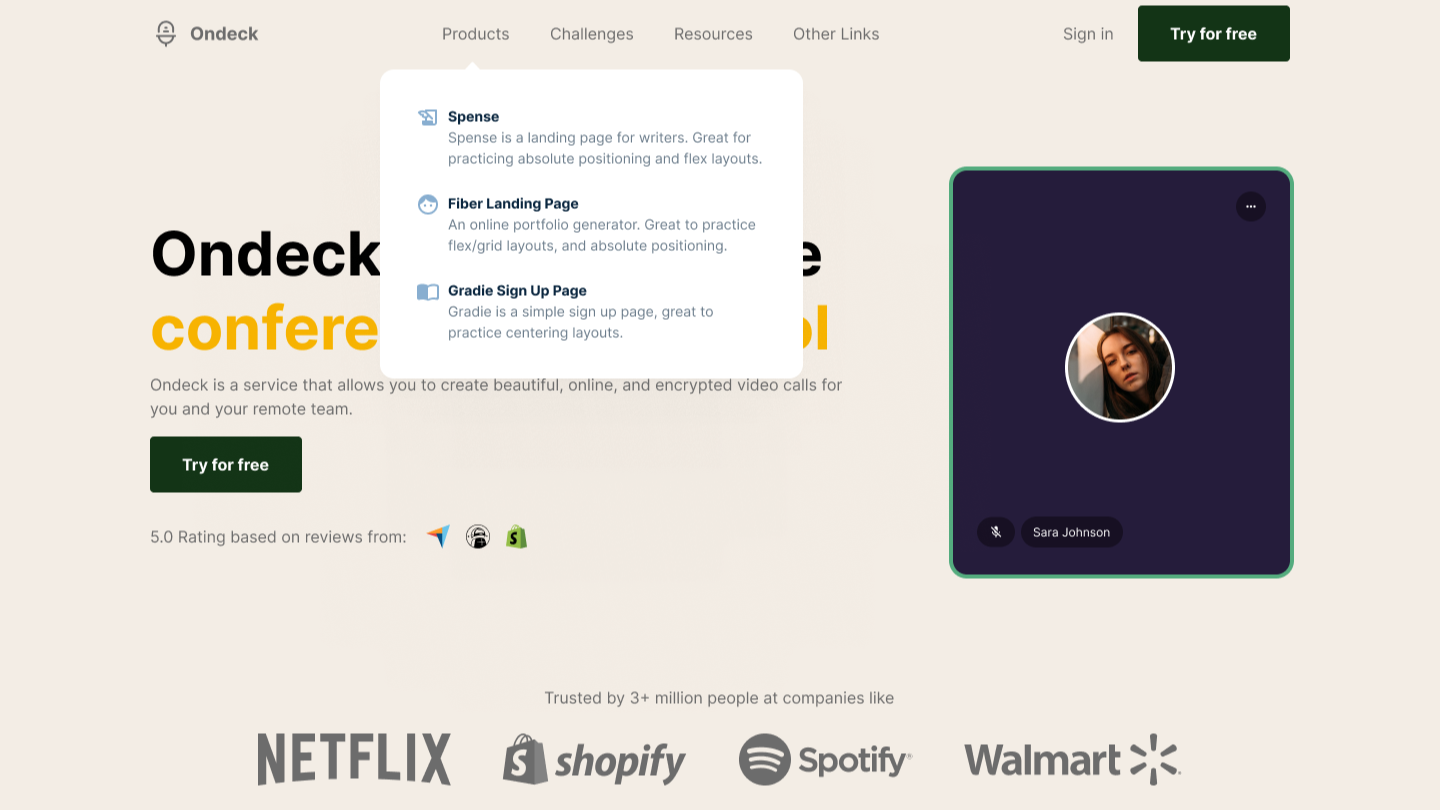 Ondeck
Products
Challenges
Resources
Other Links
Sign in
Try for free
Spense
Spense is a landing page for writers. Great for
practicing absolute positioning and flex layouts.
Fiber Landing Page
An online portfolio generator. Great to practice
flex/grid layouts, and absolute positioning.
Gradie Sign Up Page
Gradie is a simple sign up page, great to
practice centering layouts.
Ondeck
Ondeck is a service that allows you to create beautiful, online, and encrypted video calls for
you and your remote team.
Try for free
5.0 Rating based on reviews from:
Sara Johnson
Trusted by 3+ million people at companies like
NETFLIX
shopify
Spotify
Walmart